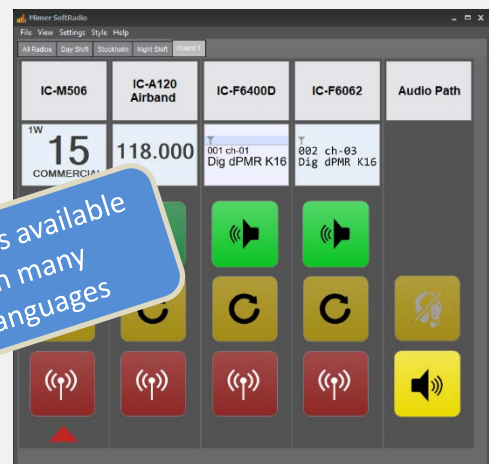 Mimer SoftRadio
File View Settings Style Help
All Radios Day Shift Stockholm Night Shift Guard 1
IC-M506
IC-A120 Airband
IC-F6400D
IC-F6062
Audio Path
1W
15
COMMERCIAL
118.000
001 ch-01
Dig dPMR K16
002 ch-03
Dig dPMR K16
s available
n many
anguages